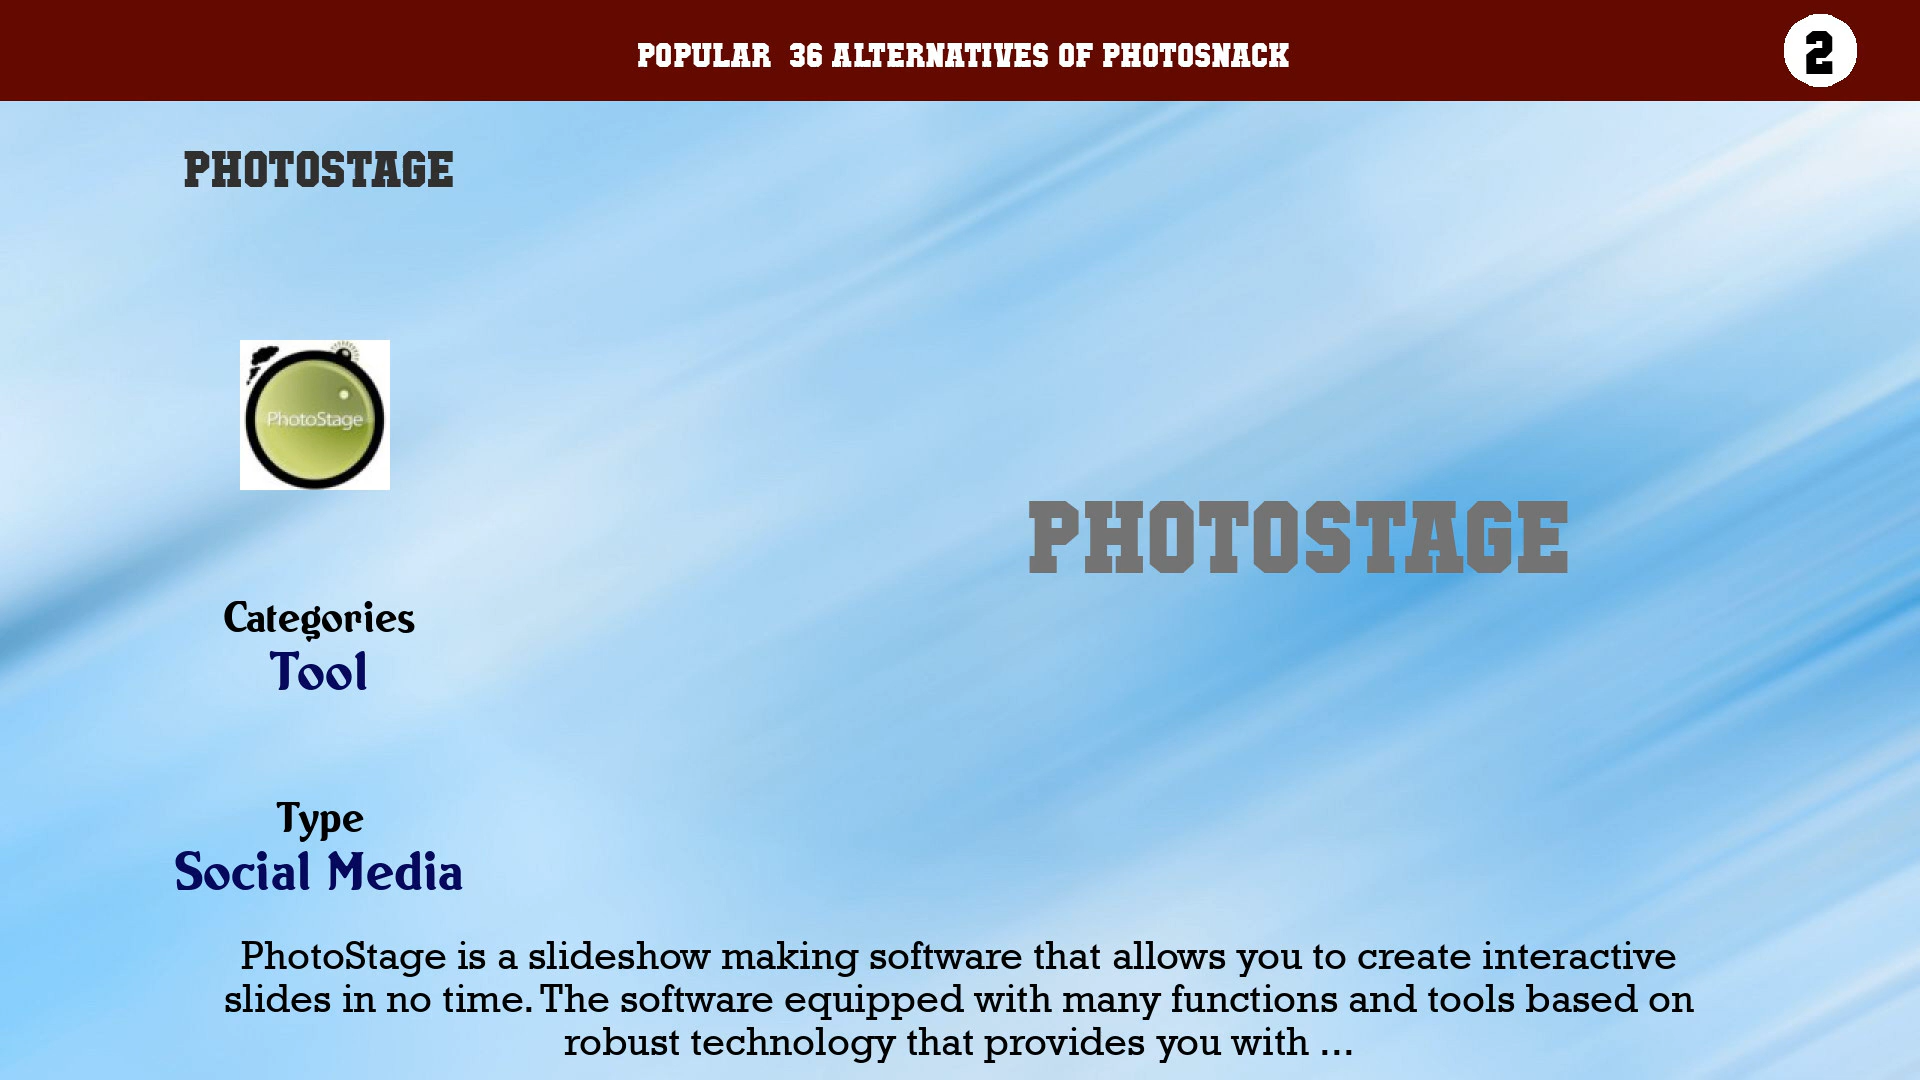 POPULAR 36 ALTERNATIVES OF PHOTOSNACK
2
PHOTOSTAGE
PhotoStage
PHOTOSTAGE
Categories
Tool
Type
Social Media
PhotoStage is a slideshow making software that allows you to create interactive
slides in no time. The software equipped with many functions and tools based on
robust technology that provides you with ...